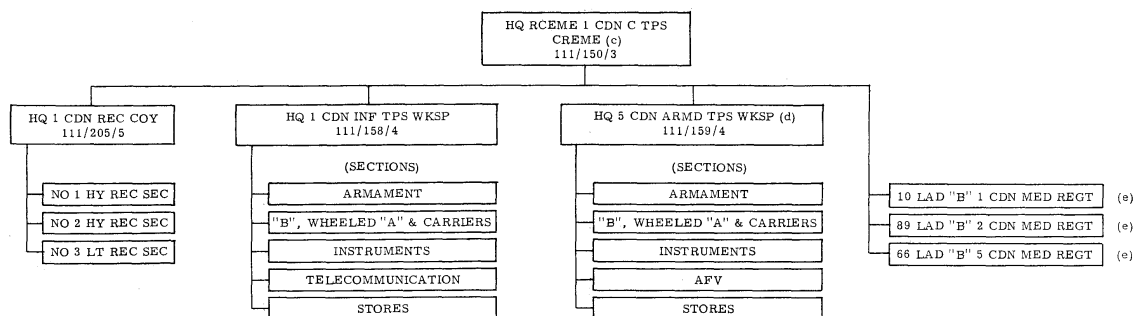 HQ RCEME 1 CDN C TPS
CREME (c)
111/150/3
HQ 1 CDN REC COY
111/205/5
NO 1 HY REC SEC
NO 2 HY REC SEC
NO 3 LT REC SEC
HQ 1 CDN INF TPS WKSP
111/158/4
(SECTIONS)
ARMAMENT
"B", WHEELED "A" & CARRIERS
INSTRUMENTS
TELECOMMUNICATION
STORES
HQ 5 CDN ARMD TPS WKSP (d)
111/159/4
(SECTIONS)
ARMAMENT
"B", WHEELED "A" & CARRIERS
INSTRUMENTS
AFV
STORES
10 LAD "B" 1 CDN MED REGT (e)
89 LAD "B" 2 CDN MED REGT (e)
66 LAD "B" 5 CDN MED REGT (e)